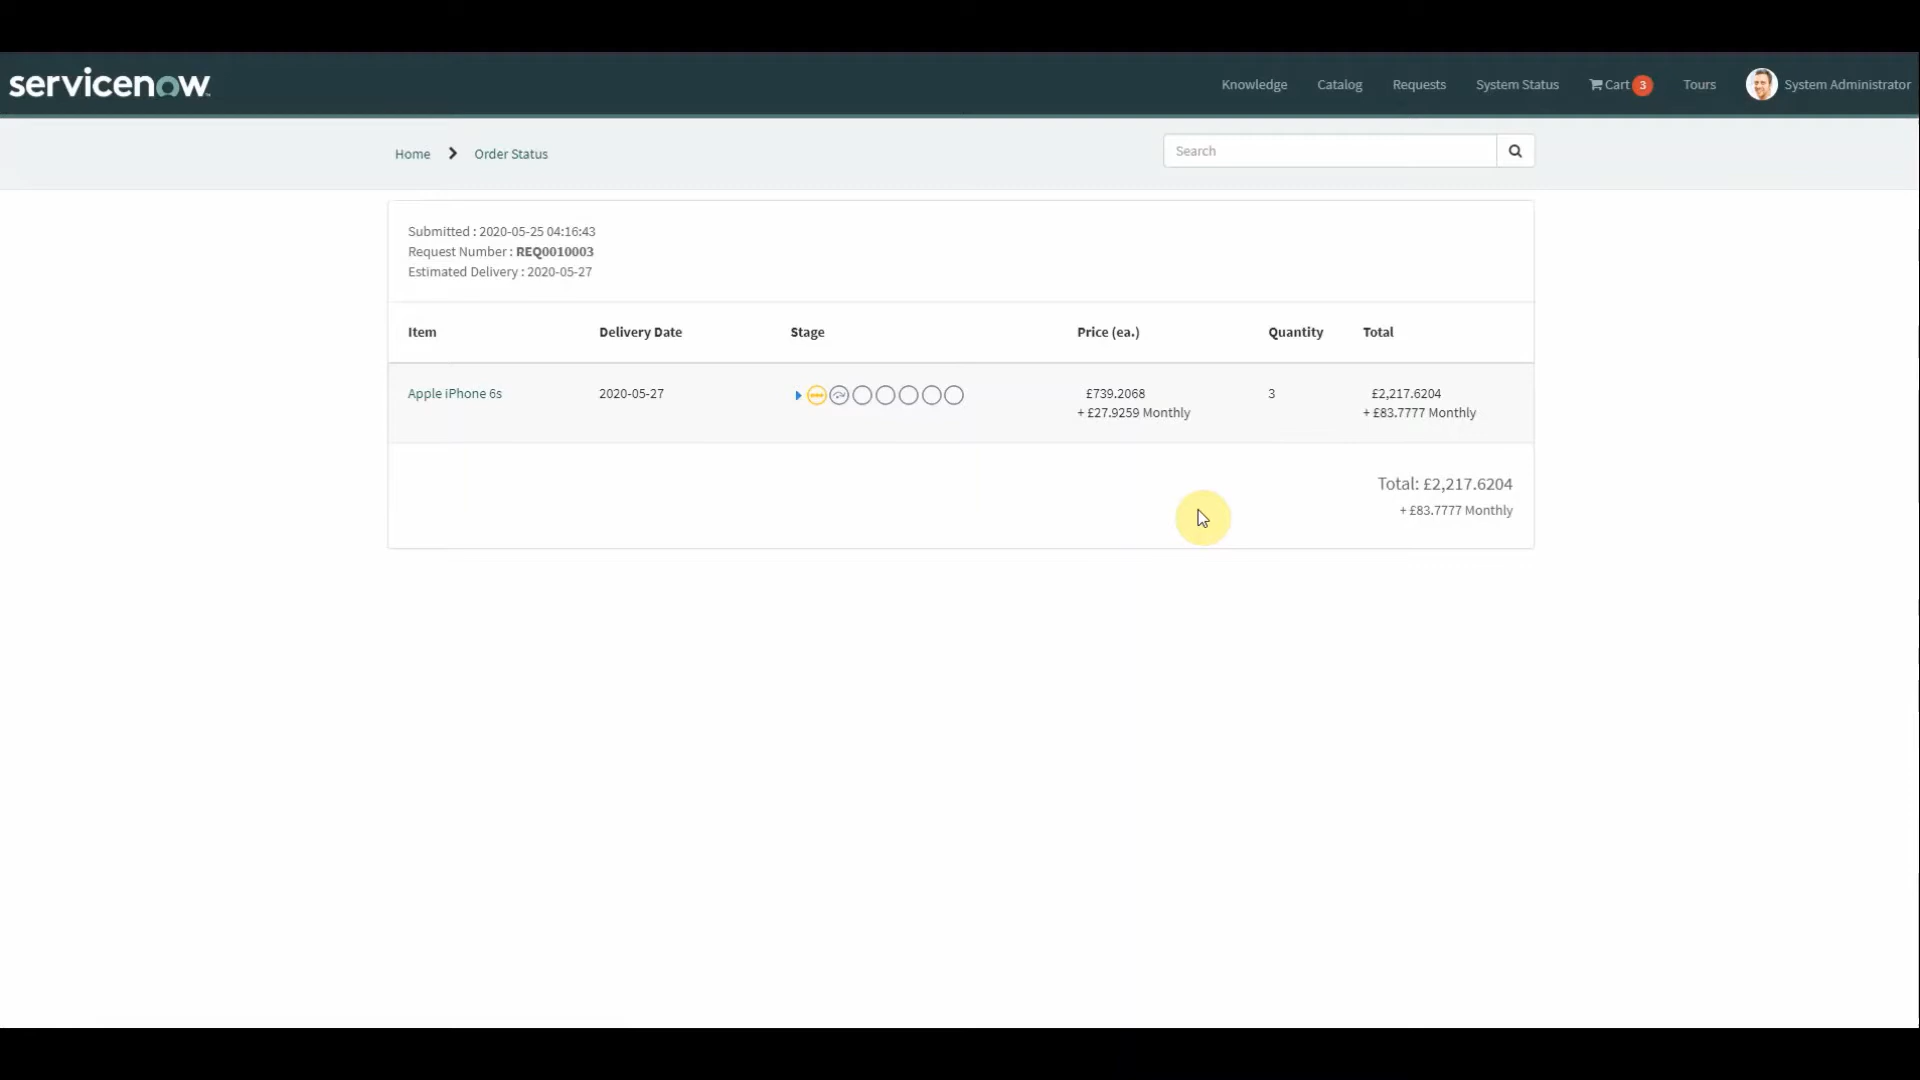 servicenow
Knowledge Catalog Requests System Status Cart 3 Tours System Administrator
Home Order Status Search
Submitted : 2020-05-25 04:16:43
Request Number : REQ0010003
Estimated Delivery : 2020-05-27
Item Delivery Date Stage Price (ea.) Quantity Total
Apple iPhone 6s 2020-05-27 £739.2068 3 £2,217.6204
+ £27.9259 Monthly + £83.7777 Monthly
Total: £2,217.6204
+ £83.7777 Monthly